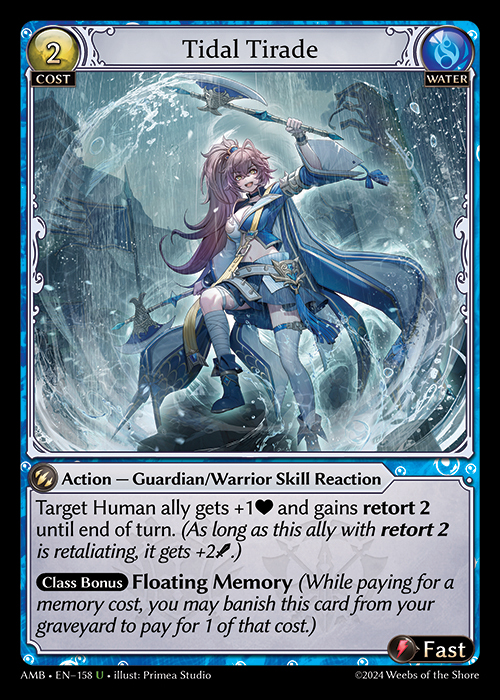 2
COST
Tidal Tirade
WATER
Action — Guardian/Warrior Skill Reaction
Target Human ally gets +1♥ and gains retort 2
until end of turn. (As long as this ally with retort 2
is retaliating, it gets +2.)
Class Bonus Floating Memory (While paying for a
memory cost, you may banish this card from your
graveyard to pay for 1 of that cost.)
Fast
AMB • EN–158 U • illust: Primea Studio
©2024 Weebs of the Shore